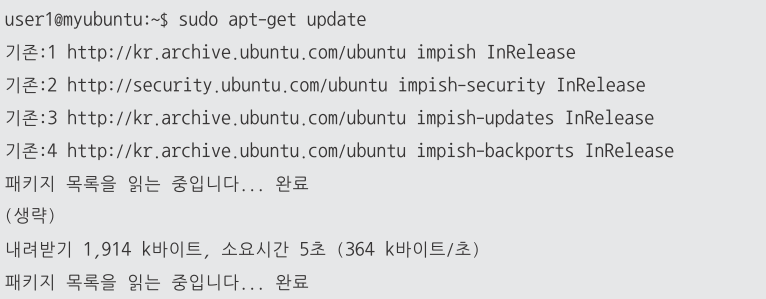 user1@myubuntu:~$ sudo apt-get update
기존:1 http://kr.archive.ubuntu.com/ubuntu impish InRelease
기존:2 http://security.ubuntu.com/ubuntu impish-security InRelease
기존:3 http://kr.archive.ubuntu.com/ubuntu impish-updates InRelease
기존:4 http://kr.archive.ubuntu.com/ubuntu impish-backports InRelease
패키지 목록을 읽는 중입니다... 완료
(생략)
내려받기 1,914 k바이트, 소요시간 5초 (364 k바이트/초)
패키지 목록을 읽는 중입니다... 완료